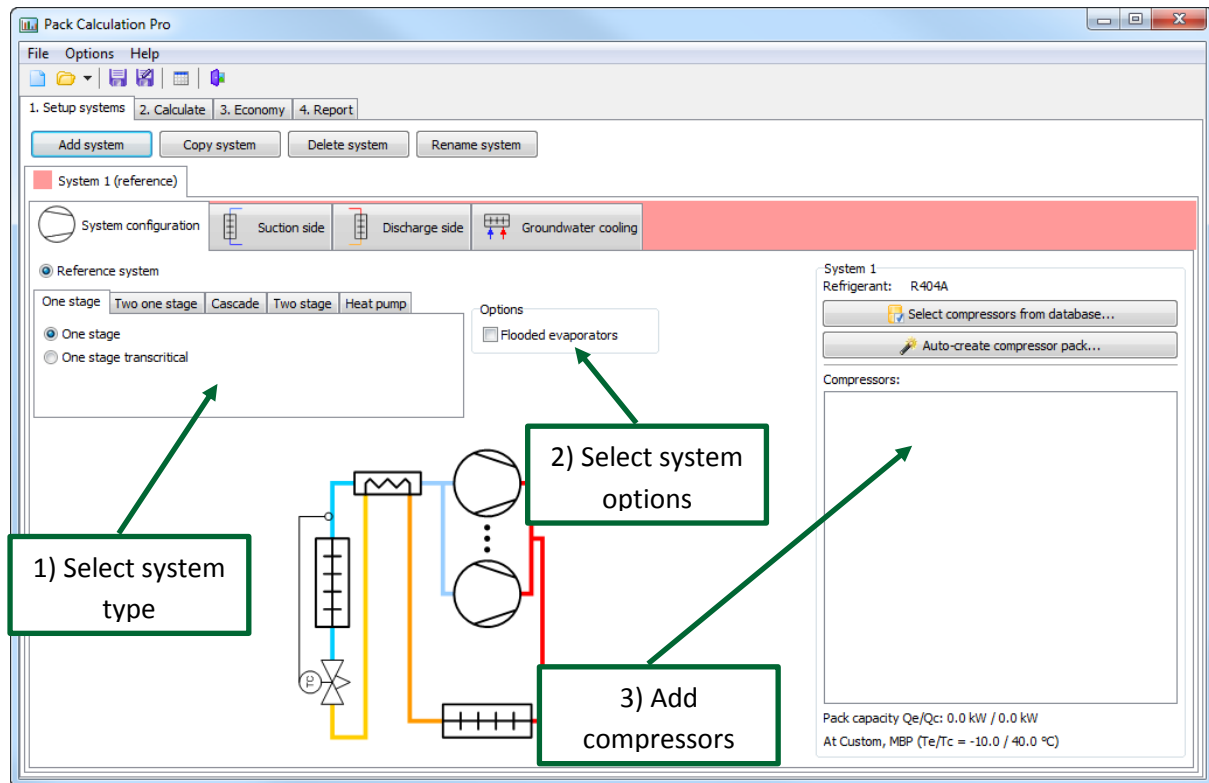 Pack Calculation Pro
File Options Help
1. Setup systems 2. Calculate 3. Economy 4. Report
Add system Copy system Delete system Rename system
System 1 (reference)
System configuration Suction side Discharge side Groundwater cooling
Reference system
One stage Two one stage Cascade Two stage Heat pump
One stage
One stage transcritical
Options
Flooded evaporators
System 1
Refrigerant: R404A
Select compressors from database...
Auto-create compressor pack...
Compressors:
1) Select system
type
2) Select system
options
3) Add
compressors
TC
Pack capacity Qe/Qc: 0.0 kW / 0.0 kW
At Custom, MBP (Te/Tc = -10.0 / 40.0 °C)